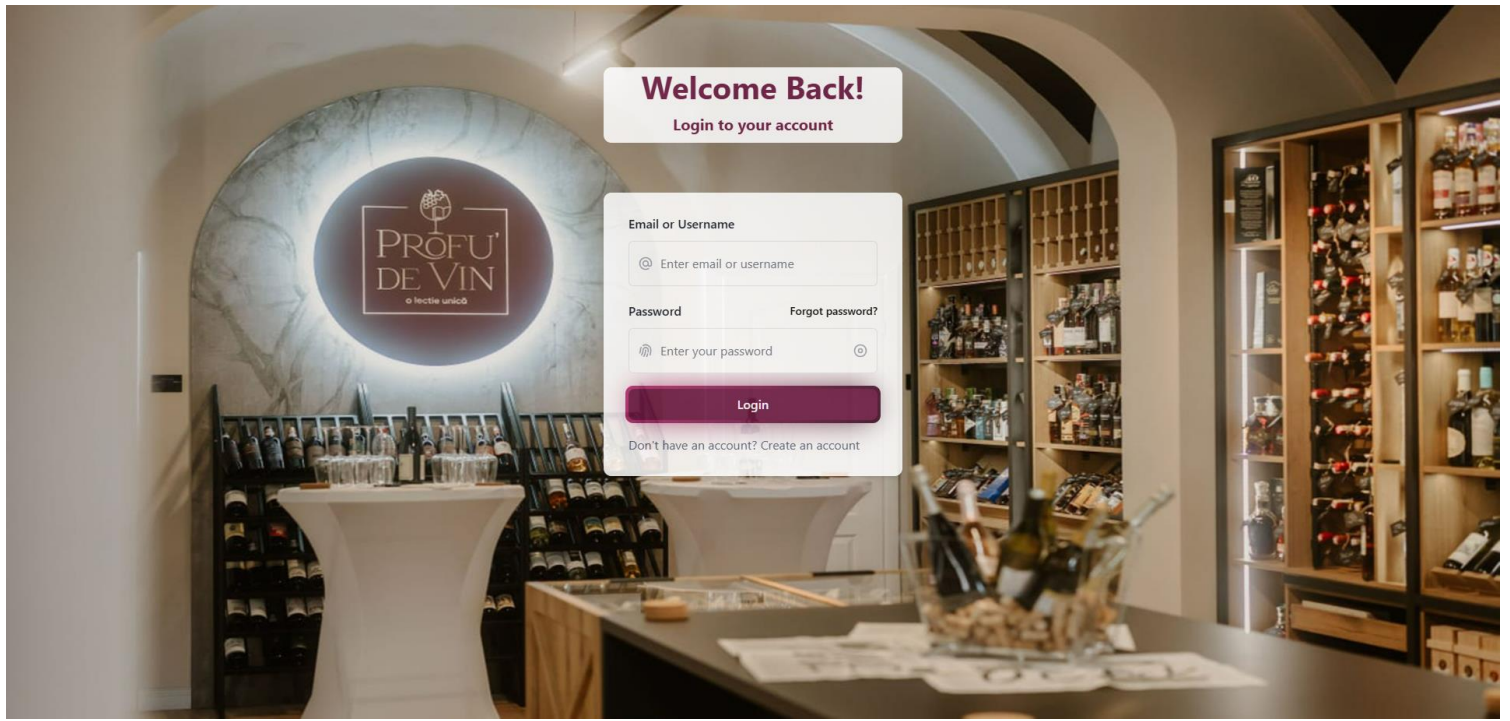 Welcome Back!
Login to your account
PROFU'
DE VIN
o lectie unică
Email or Username
Enter email or username
Password
Forgot password?
Enter your password
Login
Don't have an account? Create an account